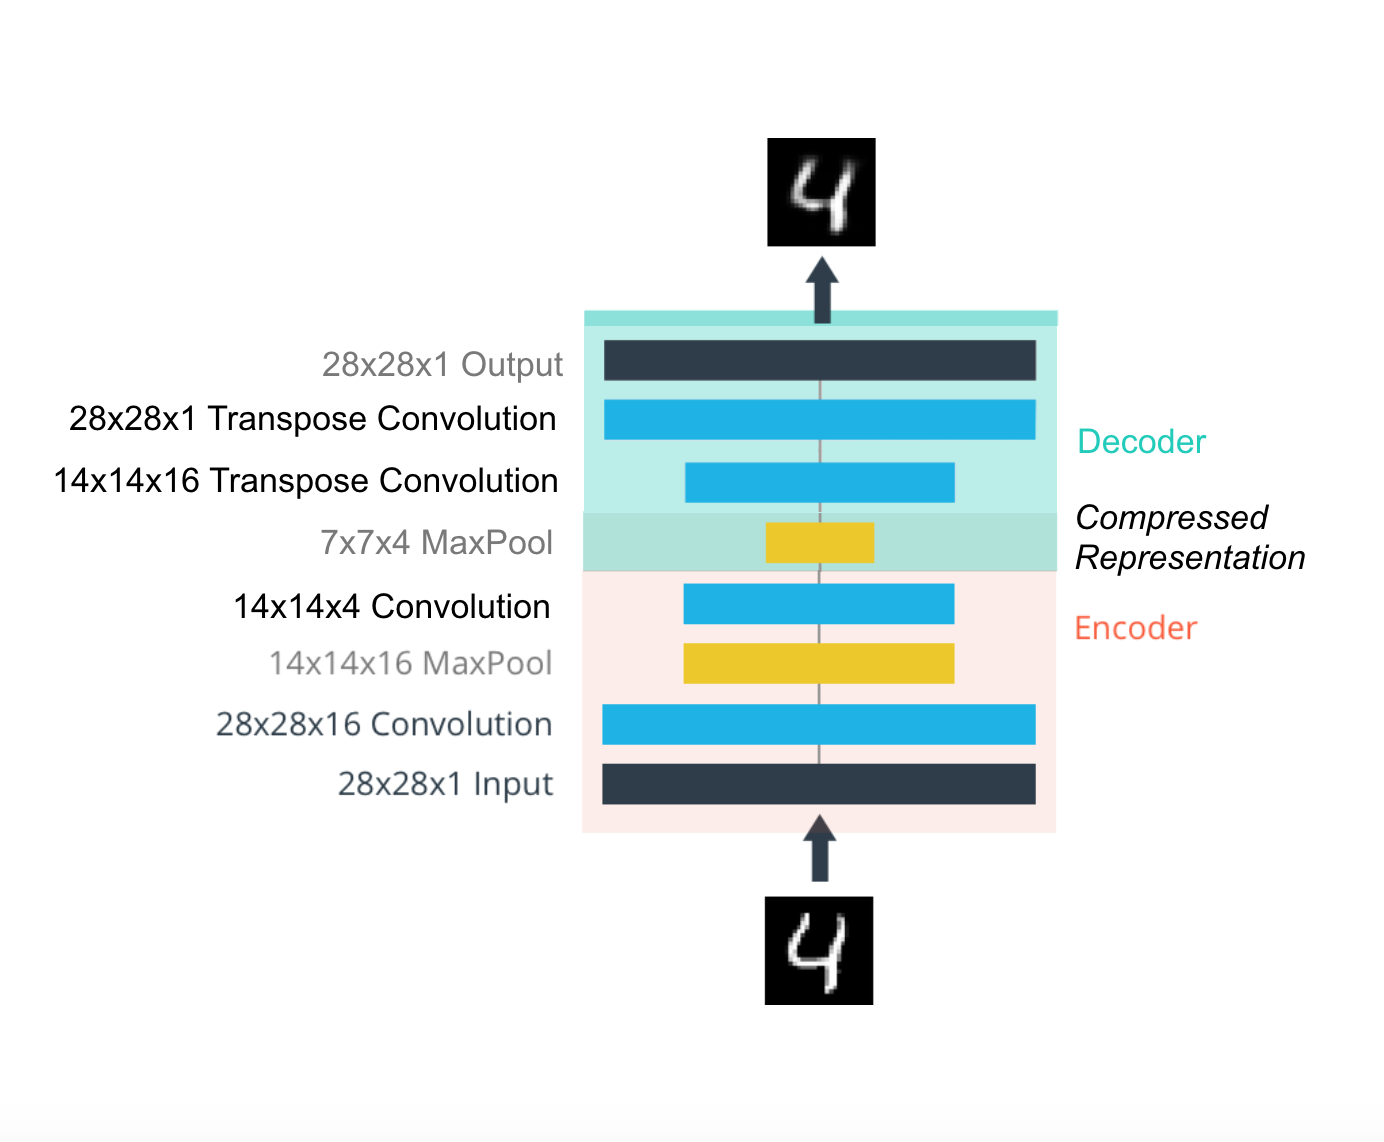 4
28x28x1 Output
28x28x1 Transpose Convolution
Decoder
14x14x16 Transpose Convolution
Compressed
Representation
7x7x4 MaxPool
14x14x4 Convolution
Encoder
14x14x16 MaxPool
28x28x16 Convolution
28x28x1 Input
4